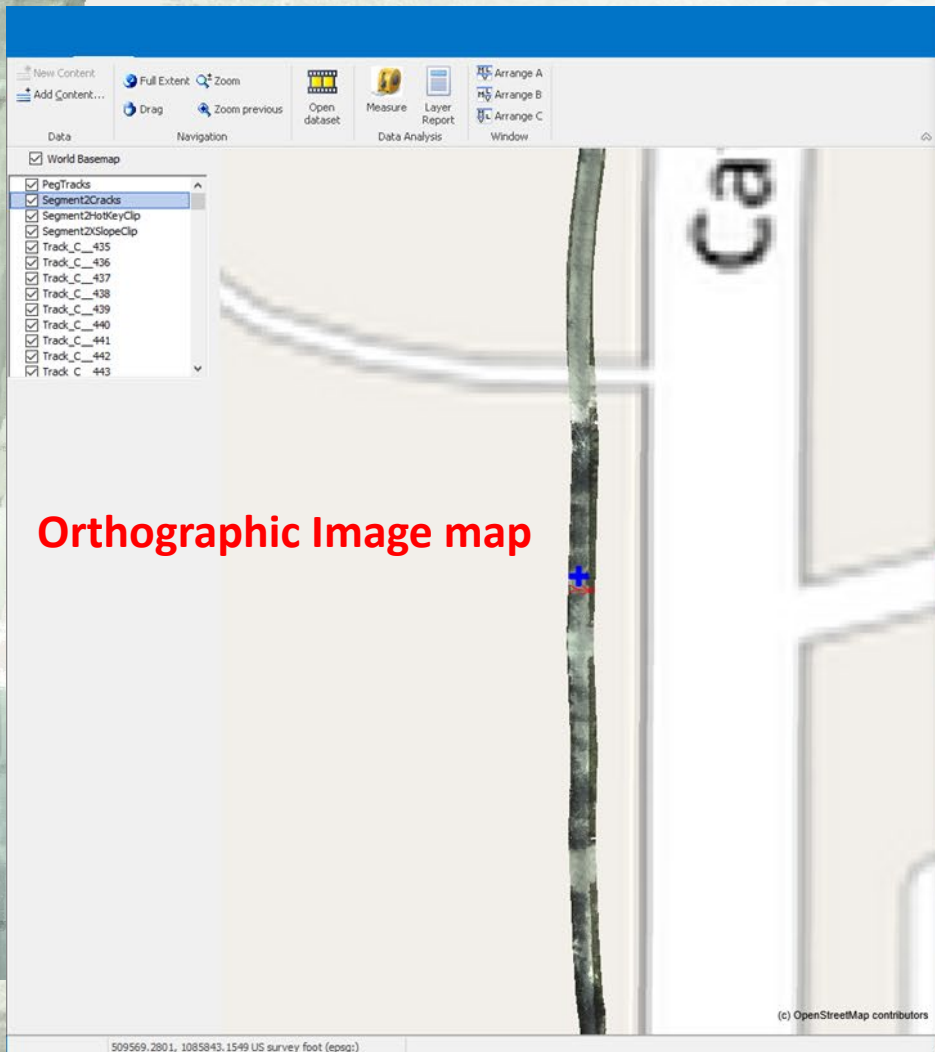 New Content
Add Content...
Data
Full Extent
Zoom
Drag
Zoom previous
Navigation
Open
dataset
Measure
Layer
Report
Data Analysis
Arrange A
Arrange B
Arrange C
Window
World Basemap
PegTracks
Segment2Cracks
Segment2HotKeyClip
Segment2XSlopeClip
Track_C__435
Track_C__436
Track_C__437
Track_C__438
Track_C__439
Track_C__440
Track_C__441
Track_C__442
Track_C__443
Ca
Orthographic Image map
(c) OpenStreetMap contributors
509569.2801, 1085843.1549 US survey foot (epsg:)